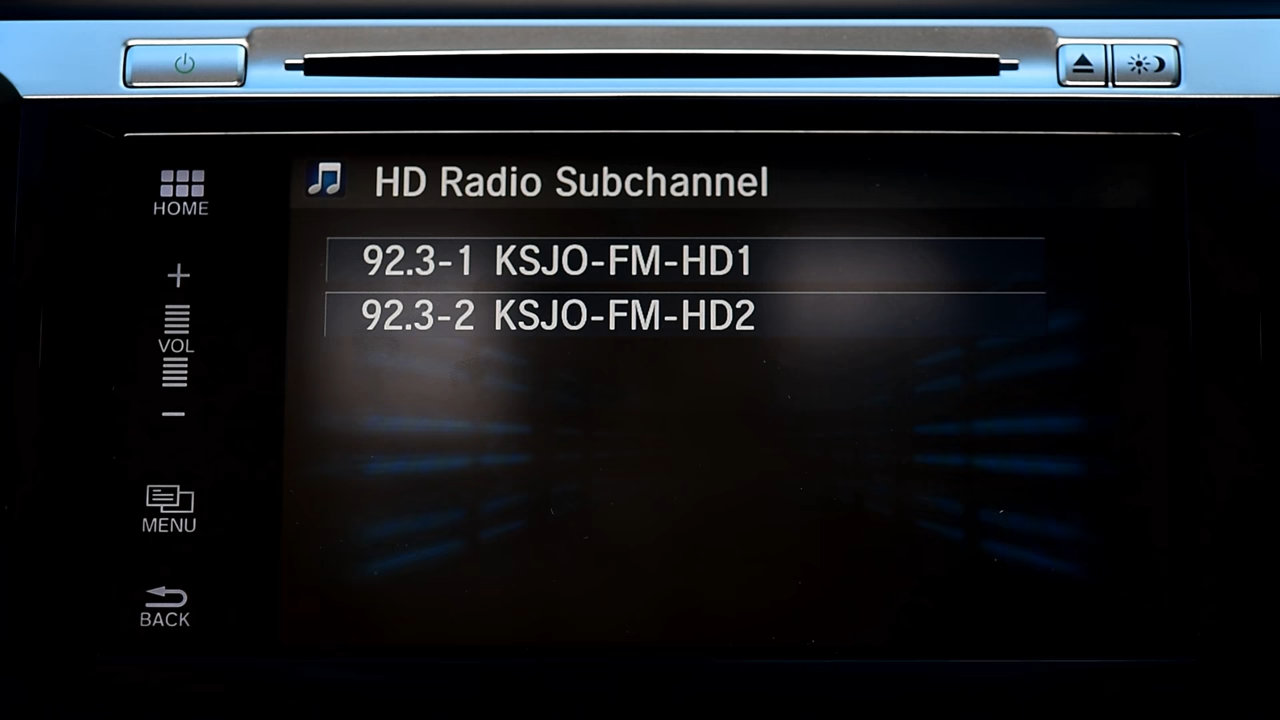 HD Radio Subchannel
HOME
92.3-1 KSJO-FM-HD1
92.3-2 KSJO-FM-HD2
VOL
MENU
BACK